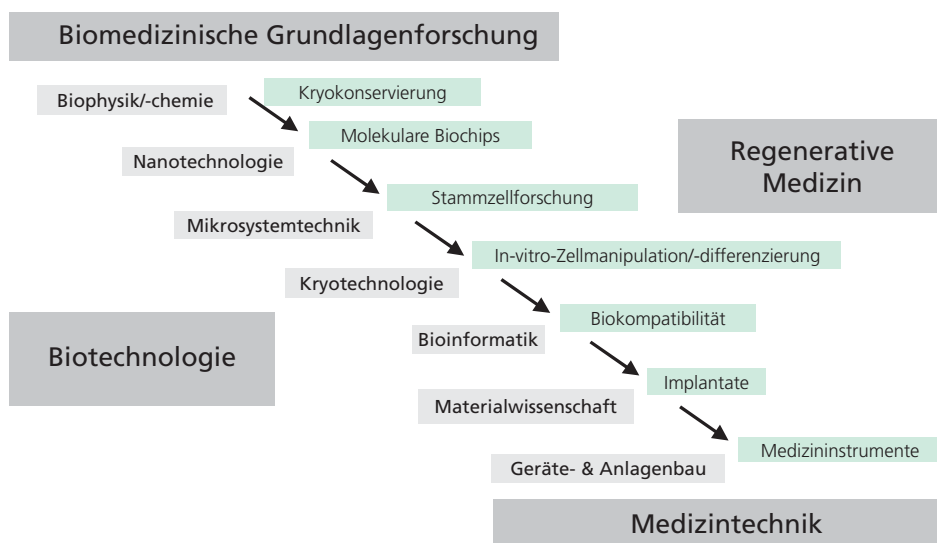 Biomedizinische Grundlagenforschung
Kryokonservierung
Biophysik/-chemie
Molekulare Biochips
Regenerative
Medizin
Nanotechnologie
Stammzellforschung
Mikrosystemtechnik
In-vitro-Zellmanipulation/-differenzierung
Kryotechnologie
Biokompatibilität
Bioinformatik
Biotechnologie
Implantate
Materialwissenschaft
Medizininstrumente
Geräte- & Anlagenbau
Medizintechnik